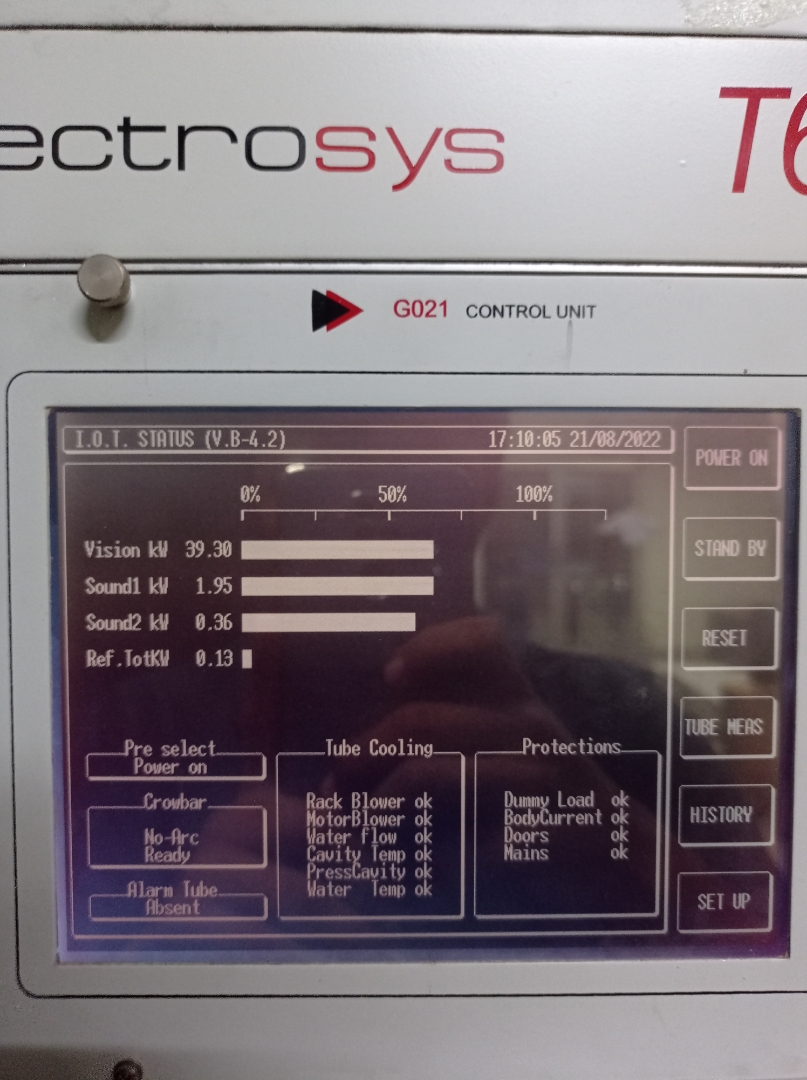 ectrosys
T6
G021 CONTROL UNIT
I.O.T. STATUS (V.B-4.2) 17:10:05 21/08/2022
POWER ON
0% 50% 100%
STAND BY
Vision kW 39.30
Sound1 kW 1.95
Sound2 kW 0.36
RESET
Ref.TotKW 0.13
TUBE MEAS
Pre select
Power on
Crowbar
No-Arc
Ready
Alarm Tube
Absent
Tube Cooling
Rack Blower ok
MotorBlower ok
Water flow ok
Cavity Temp ok
PressCavity ok
Water Temp ok
Protections
Dummy Load ok
BodyCurrent ok
Doors ok
Mains ok
HISTORY
SET UP